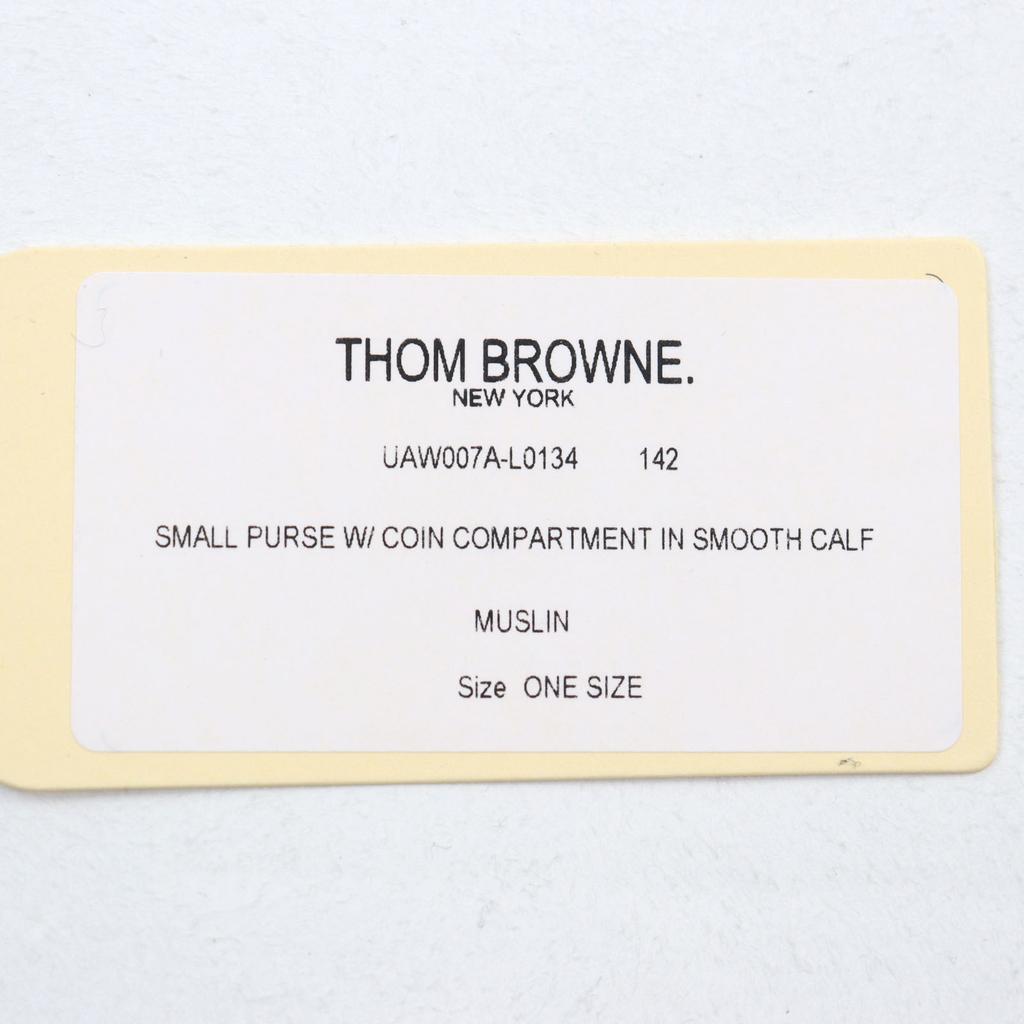 THOM BROWNE.
NEW YORK
UAW007A-L0134 142
SMALL PURSE W/ COIN COMPARTMENT IN SMOOTH CALF
MUSLIN
Size ONE SIZE